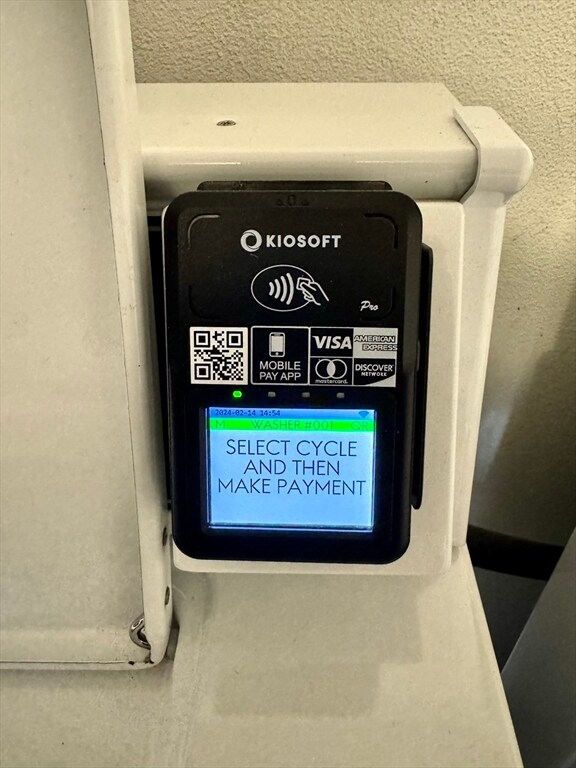 KIOSOFT
Pro
MOBILE
PAY APP
VISA
AMERICAN
EXPRESS
mastercard.
DISCOVER
NETWORK
2024-02-14 14:54
M WASHER #001 QR
SELECT CYCLE
AND THEN
MAKE PAYMENT